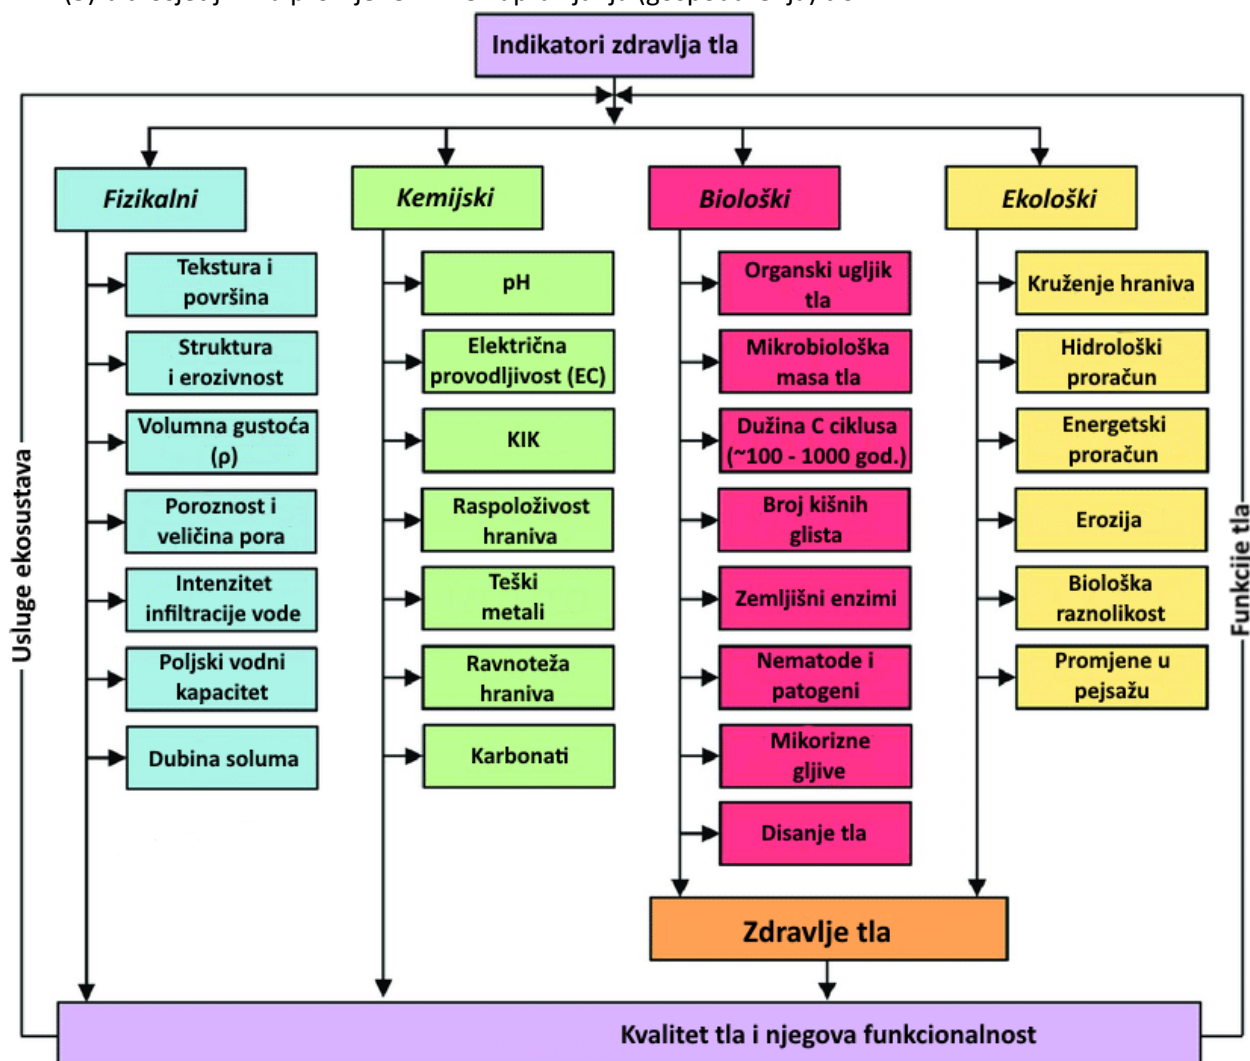 Indikatori zdravlja tla
Fizikalni
Tekstura i
površina
Struktura
i erozivnost
Volumna gustoća
(ρ)
Poroznost i
veličina pora
Intenzitet
infiltracije vode
Poljski vodni
kapacitet
Dubina soluma
Kemijski
pH
Električna
provodljivost (EC)
KIK
Raspoloživost
hraniva
Teški
metali
Ravnoteža
hraniva
Karbonati
Biološki
Organski ugljik
tla
Mikrobiološka
masa tla
Dužina C ciklusa
(~100 - 1000 god.)
Broj kišnih
glista
Zemljišni enzimi
Nematode i
patogeni
Mikorizne
gljive
Disanje tla
Ekološki
Kruženje hraniva
Hidrološki
proračun
Energetski
proračun
Erozija
Biološka
raznolikost
Promjene u
pejsažu
Zdravlje tla
Kvalitet tla i njegova funkcionalnost
Usluge ekosustava
Funkcije tla